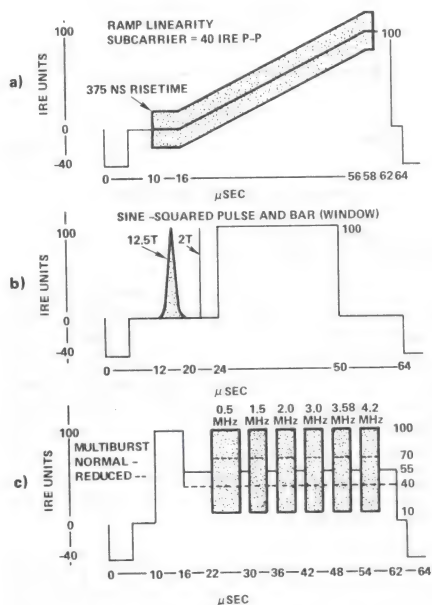 a)
RAMP LINEARITY
SUBCARRIER = 40 IRE P-P
375 NS RISETIME
IRE UNITS
100
0
-40
100
0 10 16 56 58 62 64
μSEC
b)
SINE -SQUARED PULSE AND BAR (WINDOW)
12.5T
2T
IRE UNITS
100
0
-40
100
0 12 20 24 50 64
μSEC
c)
0.5 MHz
1.5 MHz
2.0 MHz
3.0 MHz
3.58 MHz
4.2 MHz
MULTIBURST
NORMAL –
REDUCED ---
IRE UNITS
100
0
-40
100
70
55
40
10
0 10 16 22 30 36 42 48 54 62 64
μSEC